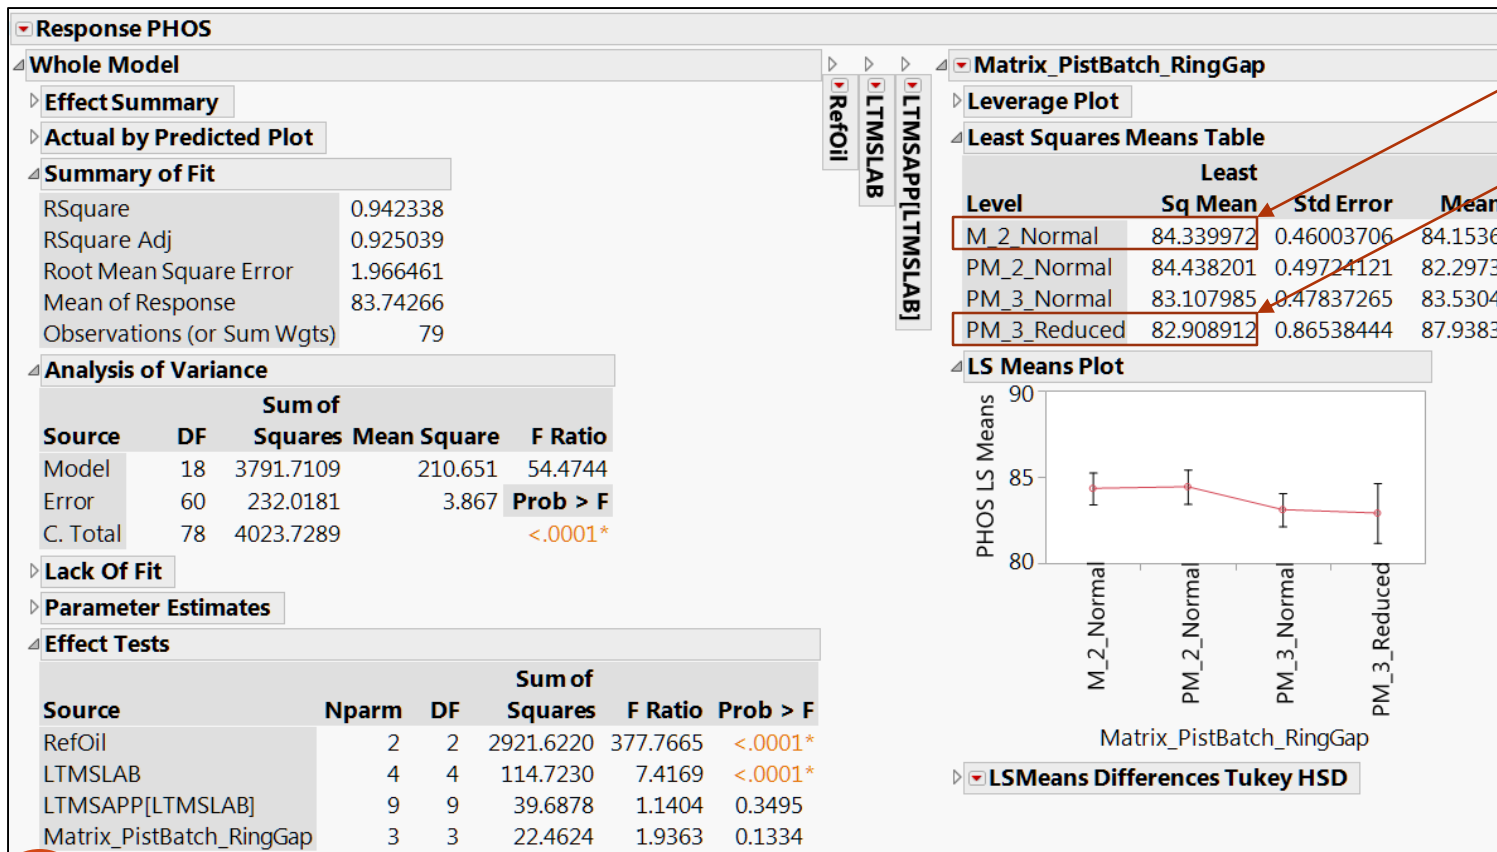 Response PHOS
Whole Model
Effect Summary
Actual by Predicted Plot
Summary of Fit
RSquare 0.942338
RSquare Adj 0.925039
Root Mean Square Error 1.966461
Mean of Response 83.74266
Observations (or Sum Wgts) 79
Analysis of Variance
Sum of
Source DF Squares Mean Square F Ratio
Model 18 3791.7109 210.651 54.4744
Error 60 232.0181 3.867 Prob > F
C. Total 78 4023.7289 <.0001*
Lack Of Fit
Parameter Estimates
Effect Tests
Sum of
Source Nparm DF Squares F Ratio Prob > F
RefOil 2 2 2921.6220 377.7665 <.0001*
LTMSLAB 4 4 114.7230 7.4169 <.0001*
LTMSAPP[LTMSLAB] 9 9 39.6878 1.1404 0.3495
Matrix_PistBatch_RingGap 3 3 22.4624 1.9363 0.1334
RefOil
LTMSLAB
LTMSAPP[LTMSLAB]
Matrix_PistBatch_RingGap
Leverage Plot
Least Squares Means Table
Least
Level Sq Mean Std Error Mean
M_2_Normal 84.339972 0.46003706 84.1536
PM_2_Normal 84.438201 0.49724121 82.2973
PM_3_Normal 83.107985 0.47837265 83.5304
PM_3_Reduced 82.908912 0.86538444 87.9383
LS Means Plot
PHOS LS Means
90
85
80
M_2_Normal
PM_2_Normal
PM_3_Normal
PM_3_Reduced
Matrix_PistBatch_RingGap
LSMeans Differences Tukey HSD